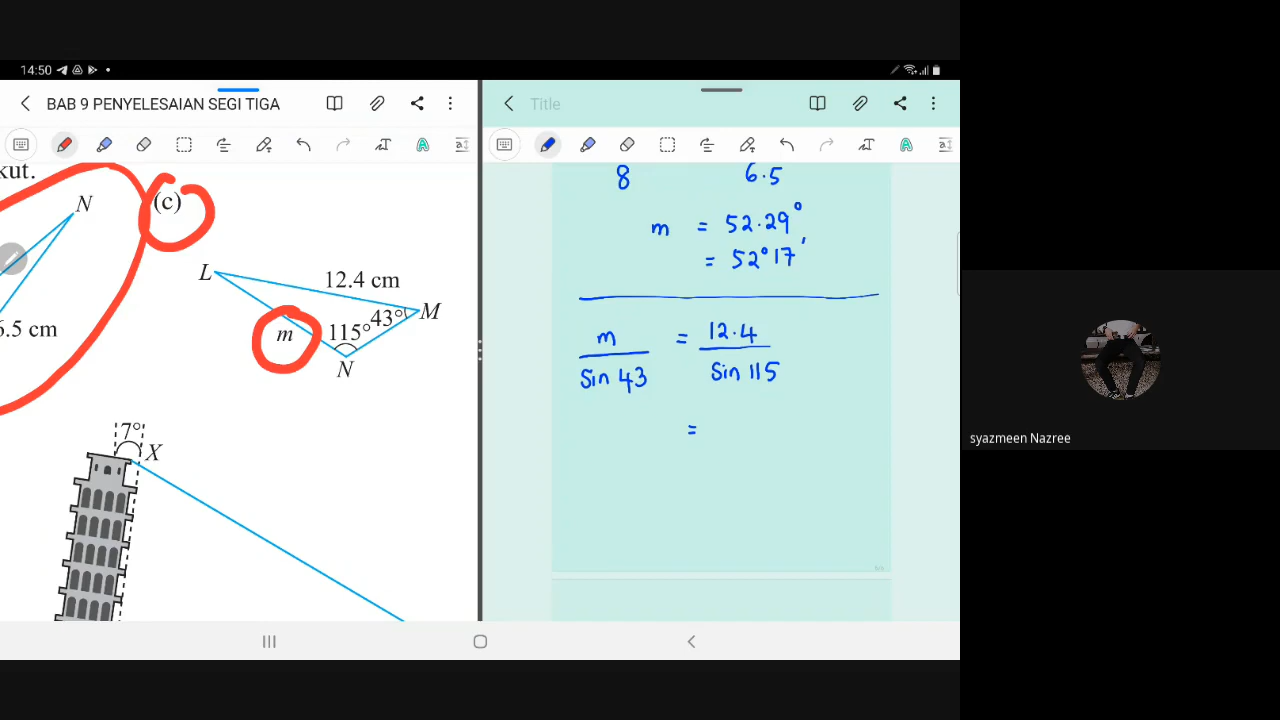 14:50
BAB 9 PENYELESAIAN SEGI TIGA
Title
kut.
N
(c)
L
12.4 cm
M
43°
6.5 cm
m
115°
N
7°
X
8 6.5
m = 52.29°
= 52°17'
m = 12.4
Sin 43 Sin 115
=
syazmeen Nazree